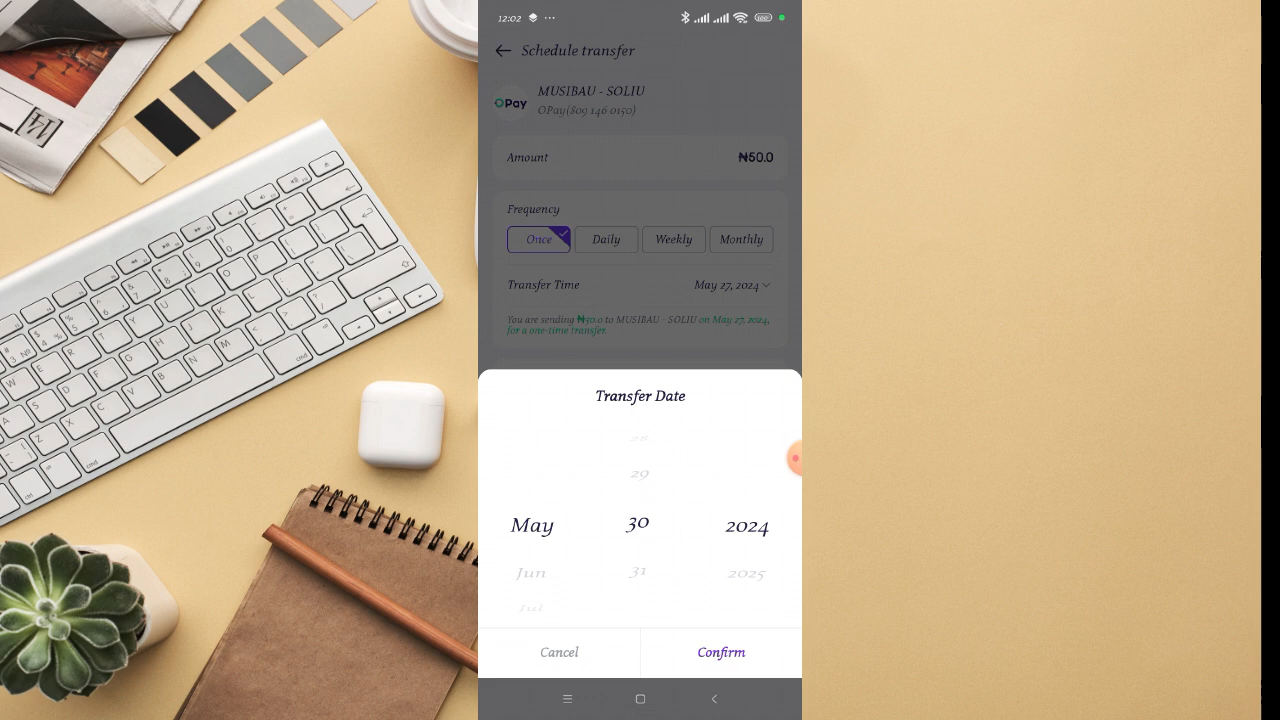 12:02
Schedule transfer
OPay
MUSIBAU - SOLIU
OPay(809 146 0150)
Amount ₦50.0
Frequency
Once Daily Weekly Monthly
Transfer Time May 27, 2024
You are sending ₦50.0 to MUSIBAU - SOLIU on May 27, 2024,
for a one-time transfer.
Transfer Date
28
29
May 30 2024
Jun 31 2025
Jul
Cancel Confirm